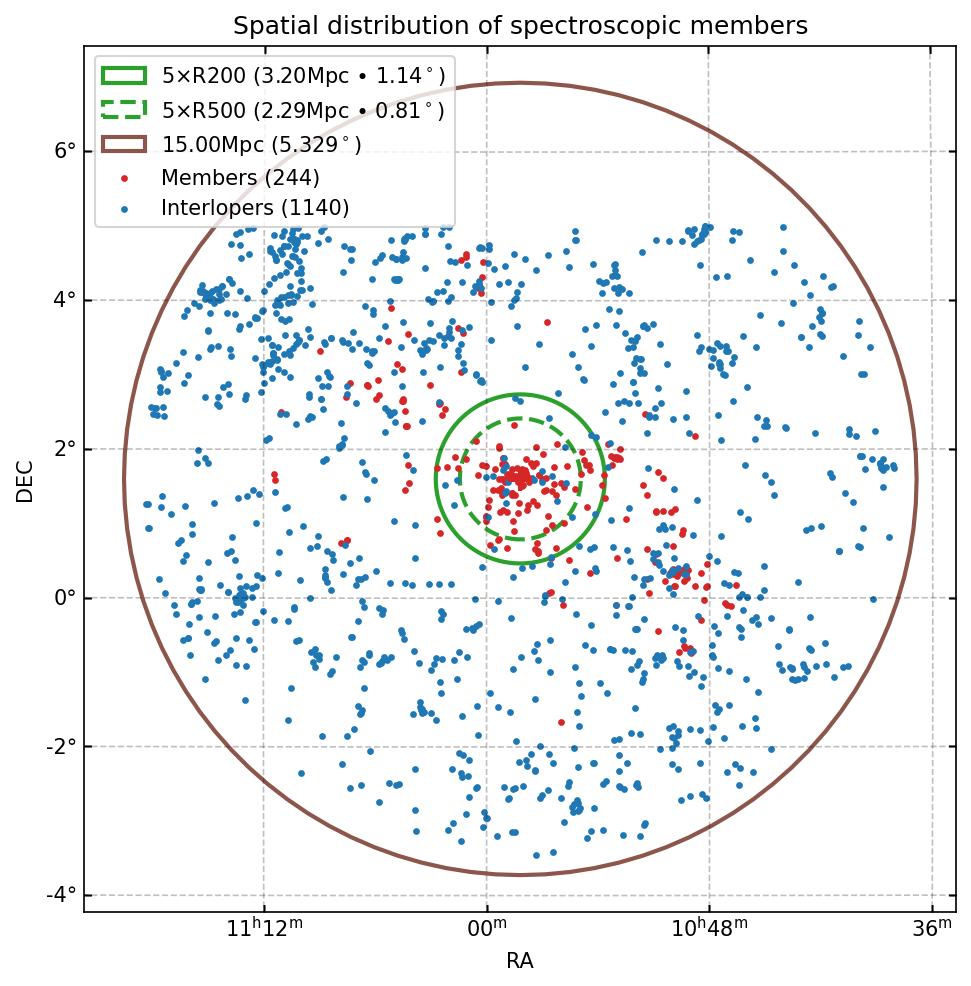 Spatial distribution of spectroscopic members
5×R200 (3.20Mpc • 1.14°)
5×R500 (2.29Mpc • 0.81°)
15.00Mpc (5.329°)
Members (244)
Interlopers (1140)
6°
4°
2°
0°
-2°
-4°
DEC
11ʰ12ᵐ 00ᵐ 10ʰ48ᵐ 36ᵐ
RA